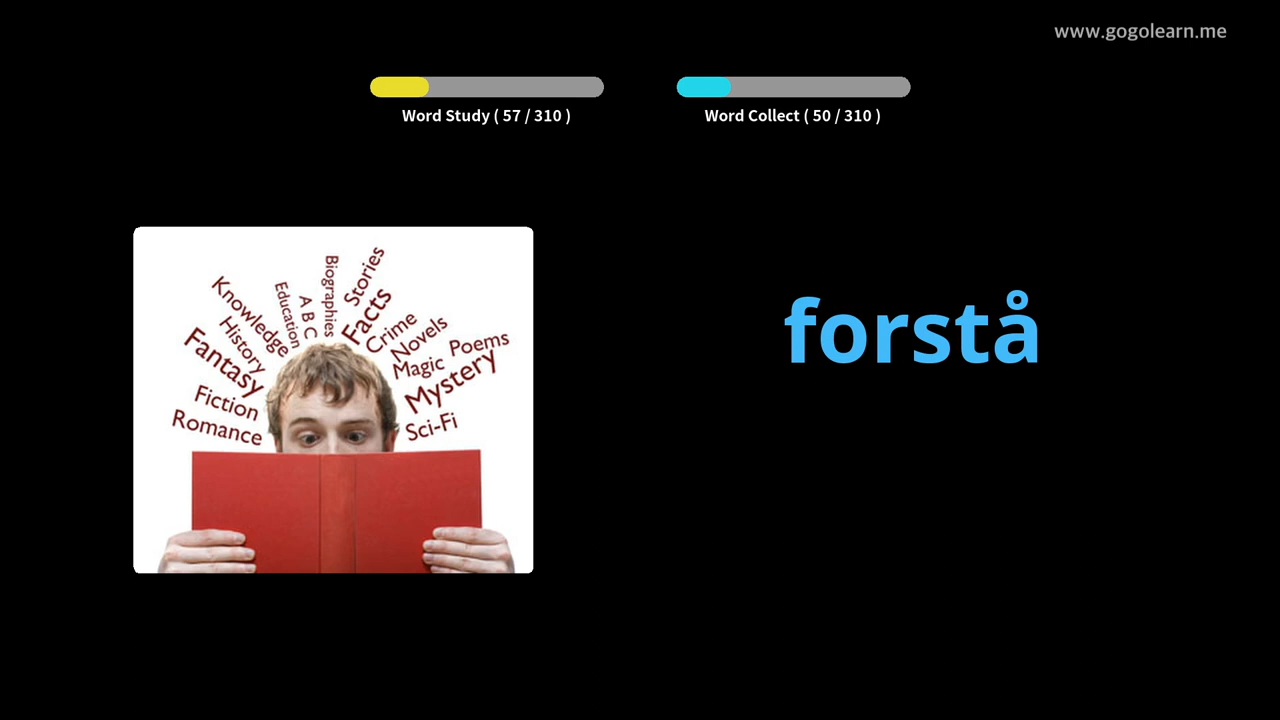 www.gogolearn.me
Word Study ( 57 / 310 )
Word Collect ( 50 / 310 )
Knowledge
Education
A B C
Biographies
Stories
Facts
History
Crime
Novels
Poems
Fantasy
Magic
Mystery
Fiction
Romance
Sci-Fi
forstå